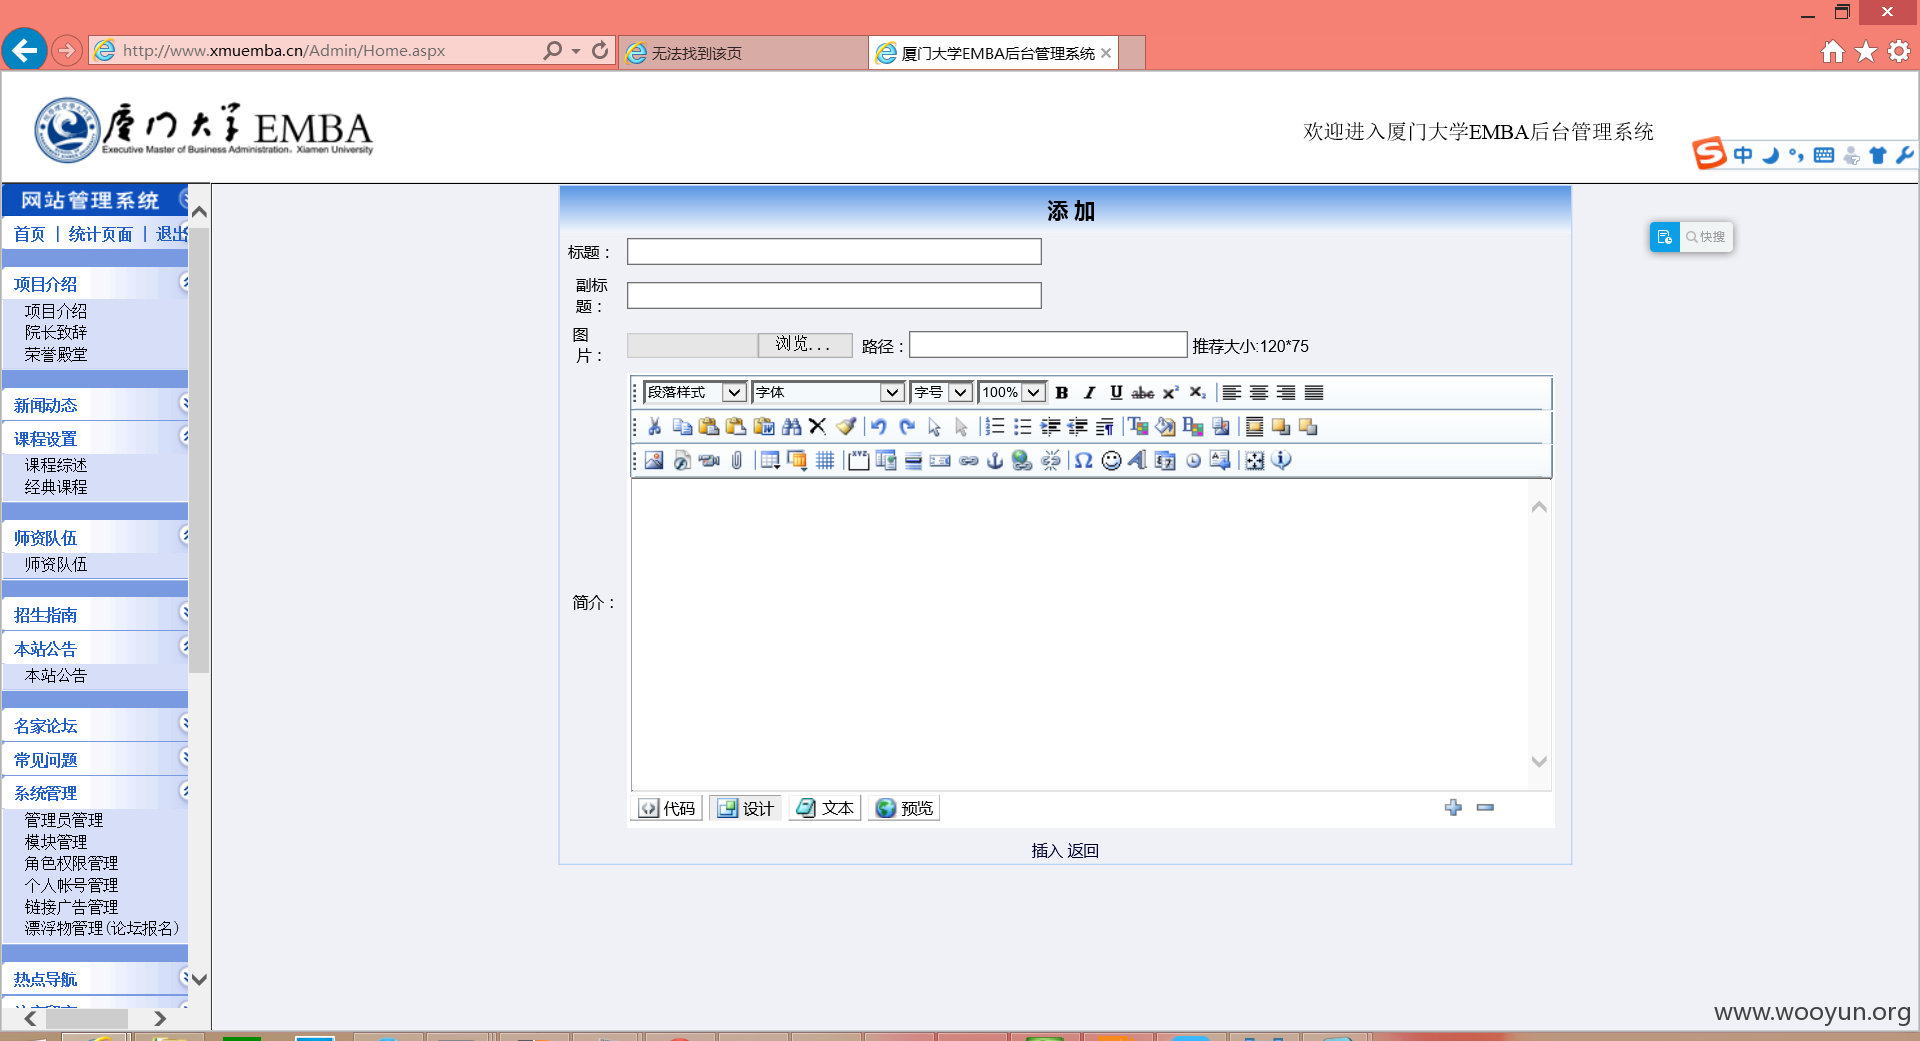 http://www.xmuemba.cn/Admin/Home.aspx
无法找到该页
厦门大学EMBA后台管理系统
厦门大学 EMBA
Executive Master of Business Administration, Xiamen University
欢迎进入厦门大学EMBA后台管理系统
中
网站管理系统
首页 | 统计页面 | 退出
项目介绍
项目介绍
院长致辞
荣誉殿堂
新闻动态
课程设置
课程综述
经典课程
师资队伍
师资队伍
招生指南
本站公告
本站公告
名家论坛
常见问题
系统管理
管理员管理
模块管理
角色权限管理
个人帐号管理
链接广告管理
漂浮物管理(论坛报名)
热点导航
添 加
快搜
标题：
副标
题：
图
片：
浏览...
路径：
推荐大小:120*75
段落样式
字体
字号
100%
简介：
代码
设计
文本
预览
插入 返回
www.wooyun.org